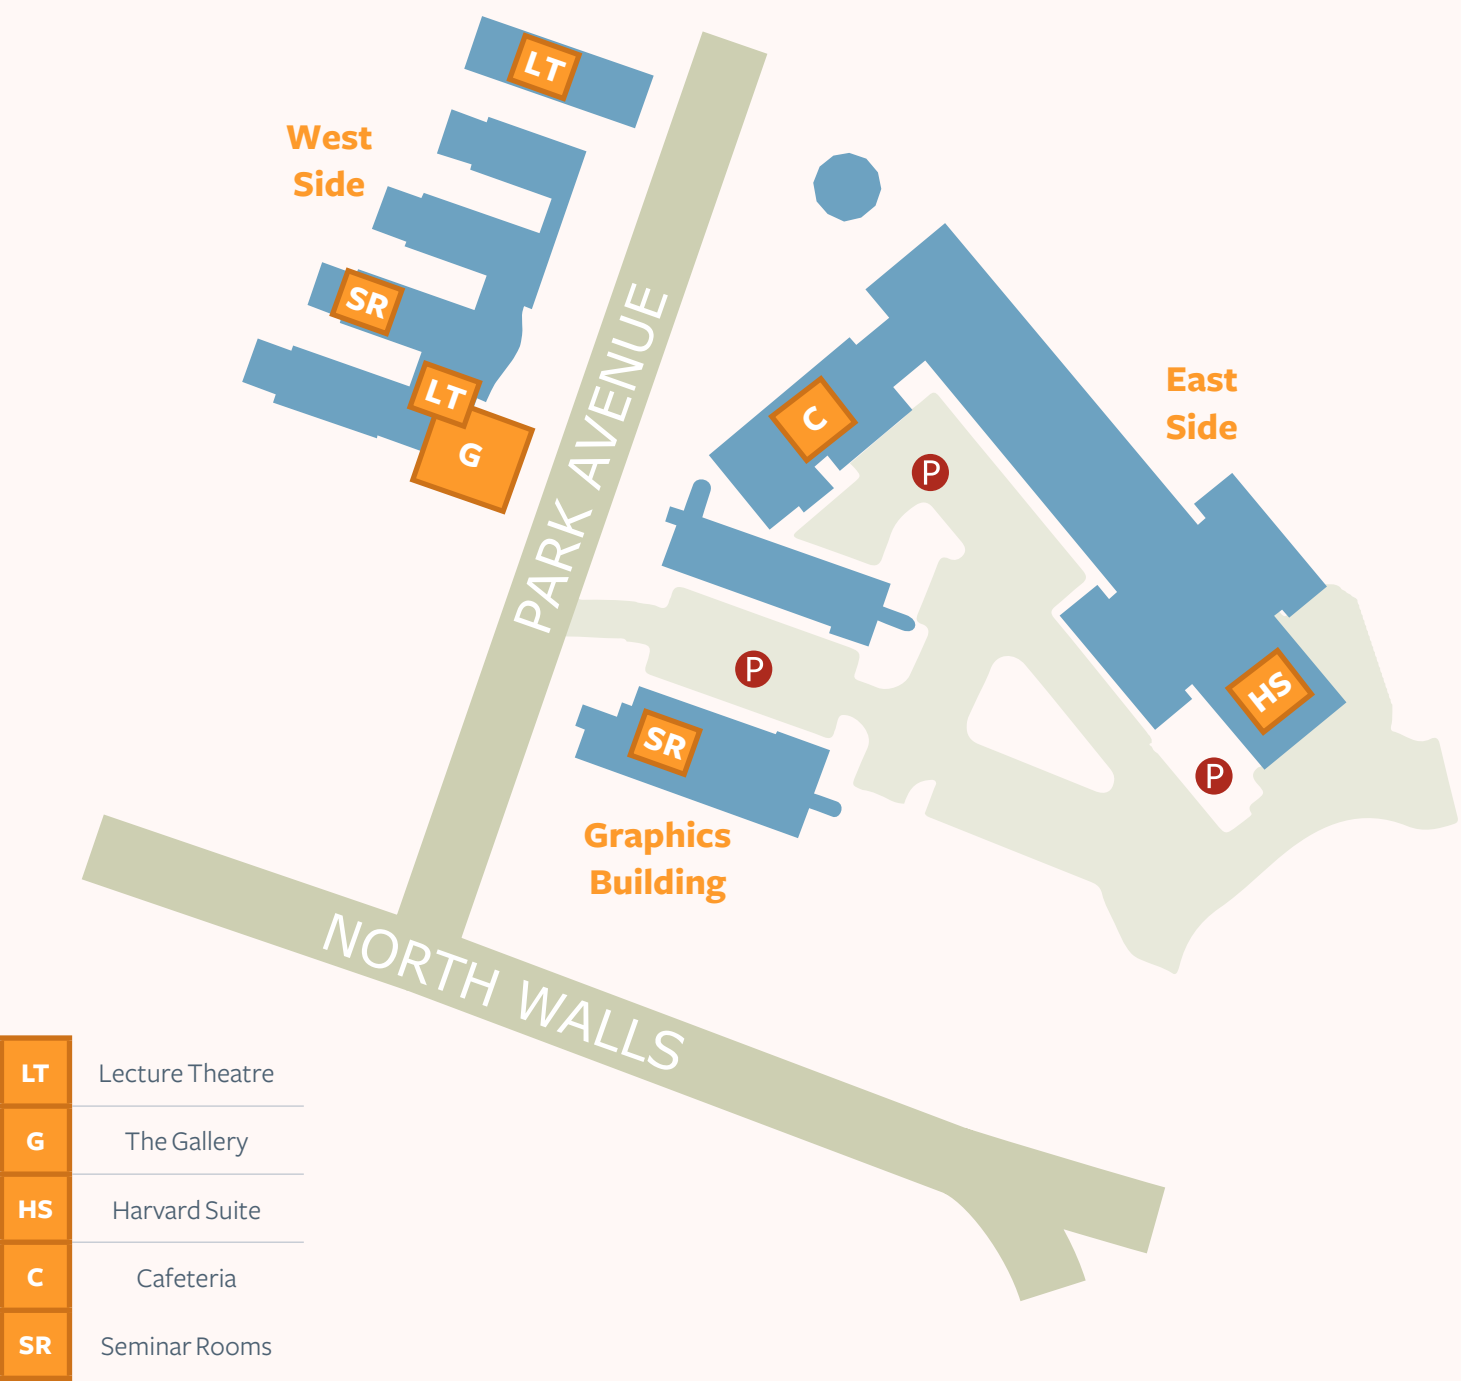 LT
West
Side
SR
LT
G
PARK AVENUE
C
East
Side
P
P
HS
SR
P
Graphics
Building
NORTH WALLS
LT Lecture Theatre
G The Gallery
HS Harvard Suite
C Cafeteria
SR Seminar Rooms